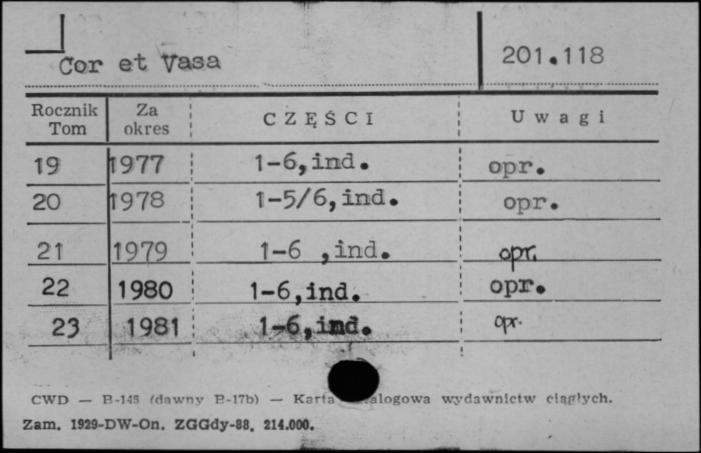 Cor et Vasa 201.118
Rocznik Tom Za okres CZĘŚCI Uwagi
19 1977 1-6,ind. opr.
20 1978 1-5/6,ind. opr.
21 1979 1-6 ,ind. opr.
22 1980 1-6,ind. opr.
23 1981 1-6,ind. opr.
CWD — B-145 (dawny B-17b) — Karta alogowa wydawnictw ciągłych.
Zam. 1929-DW-On. ZGGdy-88. 214.000.